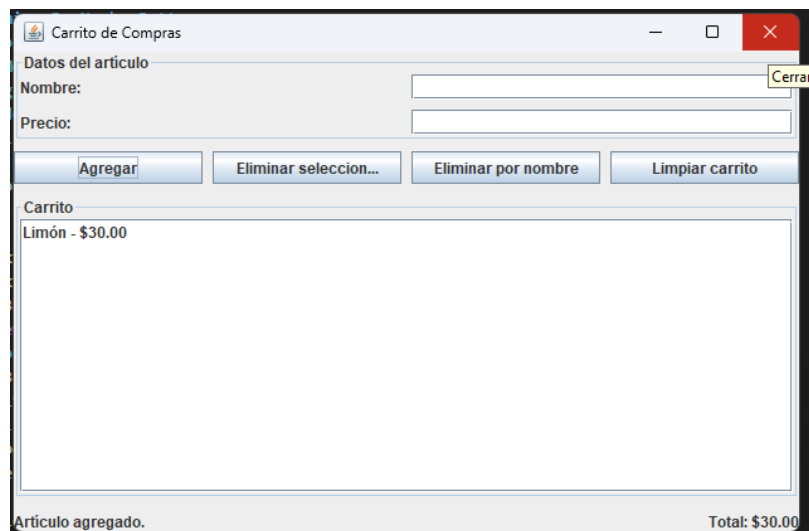 Carrito de Compras
Datos del artículo
Nombre:
Precio:
Agregar Eliminar seleccion... Eliminar por nombre Limpiar carrito
Carrito
Limón - $30.00
Artículo agregado. Total: $30.00